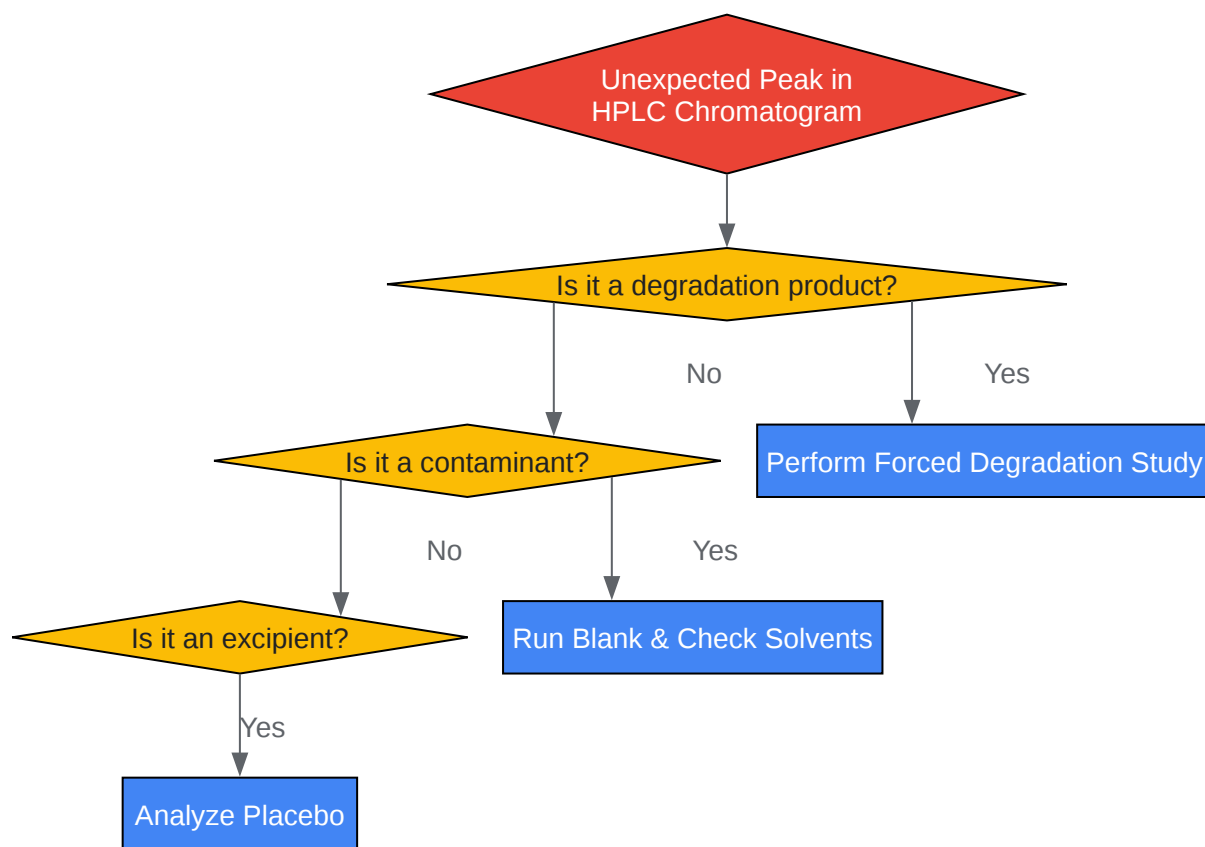 Unexpected Peak in
HPLC Chromatogram
Is it a degradation product?
No
Yes
Is it a contaminant?
Perform Forced Degradation Study
No
Yes
Is it an excipient?
Run Blank & Check Solvents
Yes
Analyze Placebo